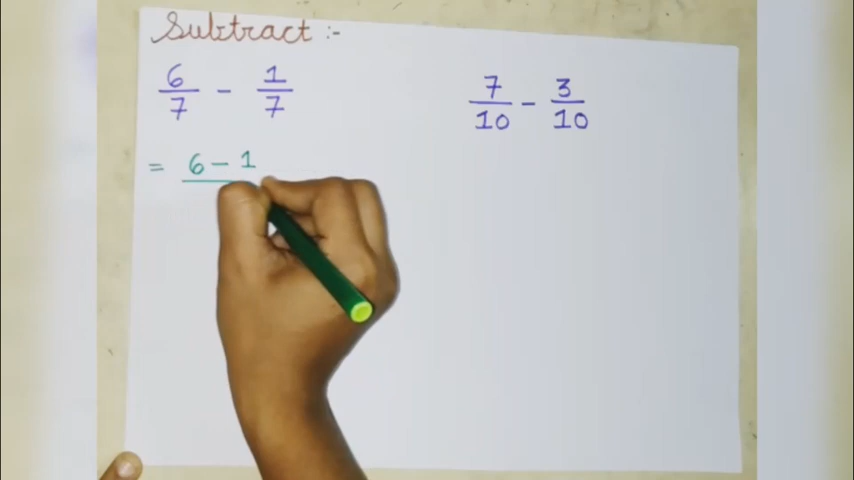 Subtract :-
6/7 - 1/7
7/10 - 3/10
= 6 - 1